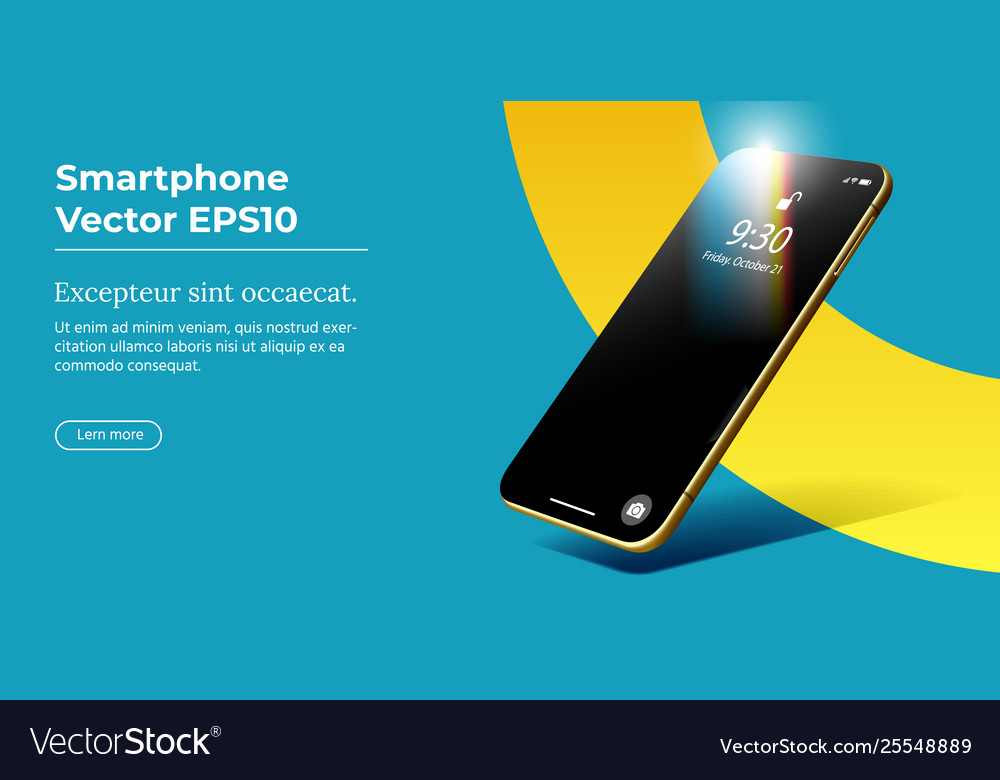 Smartphone
Vector EPS10
Excepteur sint occaecat.
Ut enim ad minim veniam, quis nostrud exer-
citation ullamco laboris nisi ut aliquip ex ea
commodo consequat.
Lern more
9:30
Friday. October 21
VectorStock®
VectorStock.com/25548889